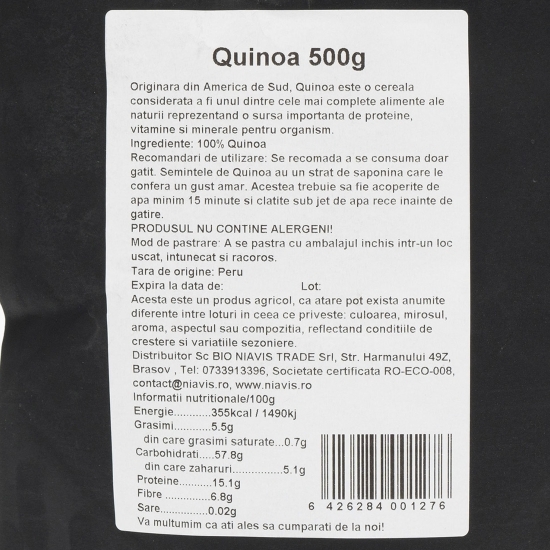 Quinoa 500g
Originara din America de Sud, Quinoa este o cereala
considerata a fi unul dintre cele mai complete alimente ale
naturii reprezentand o sursa importanta de proteine,
vitamine si minerale pentru organism.
Ingrediente: 100% Quinoa
Recomandari de utilizare: Se recomada a se consuma doar
gatit. Semintele de Quinoa au un strat de saponina care le
confera un gust amar. Acestea trebuie sa fie acoperite de
apa minim 15 minute si clatite sub jet de apa rece inainte de
gatire.
PRODUSUL NU CONTINE ALERGENI!
Mod de pastrare: A se pastra cu ambalajul inchis intr-un loc
uscat, intunecat si racoros.
Tara de origine: Peru
Expira la data de: Lot:
Acesta este un produs agricol, ca atare pot exista anumite
diferente intre loturi in ceea ce priveste: culoarea, mirosul,
aroma, aspectul sau compozitia, reflectand conditiile de
crestere si variatiile sezoniere.
Distribuitor Sc BIO NIAVIS TRADE Srl, Str. Harmanului 49Z,
Brasov , Tel: 0733913396, Societate certificata RO-ECO-008,
contact@niavis.ro, www.niavis.ro
Informatii nutritionale/100g
Energie............355kcal / 1490kj
Grasimi............5.5g
din care grasimi saturate...0.7g
Carbohidrati.....57.8g
din care zaharuri...............5.1g
Proteine...........15.1g
Fibre ...............6.8g
Sare................0.02g
6 426284 001276
Va multumim ca ati ales sa cumparati de la noi!